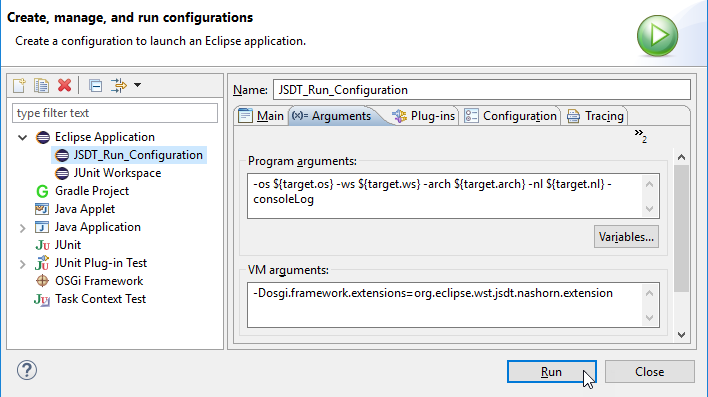 Create, manage, and run configurations
Create a configuration to launch an Eclipse application.
type filter text
Eclipse Application
JSDT_Run_Configuration
JUnit Workspace
Gradle Project
Java Applet
Java Application
JUnit
JUnit Plug-in Test
OSGi Framework
Task Context Test
Name: JSDT_Run_Configuration
Main (x)= Arguments Plug-ins Configuration Tracing
»2
Program arguments:
-os ${target.os} -ws ${target.ws} -arch ${target.arch} -nl ${target.nl} -
consoleLog
Variables...
VM arguments:
-Dosgi.framework.extensions=org.eclipse.wst.jsdt.nashorn.extension
Run Close